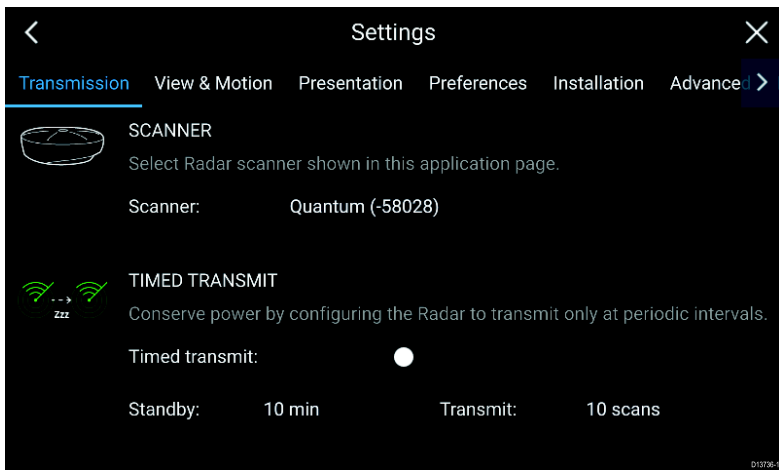 Settings
Transmission View & Motion Presentation Preferences Installation Advanced
SCANNER
Select Radar scanner shown in this application page.
Scanner: Quantum (-58028)
TIMED TRANSMIT
Zzz
Conserve power by configuring the Radar to transmit only at periodic intervals.
Timed transmit:
Standby: 10 min Transmit: 10 scans
D13736-1